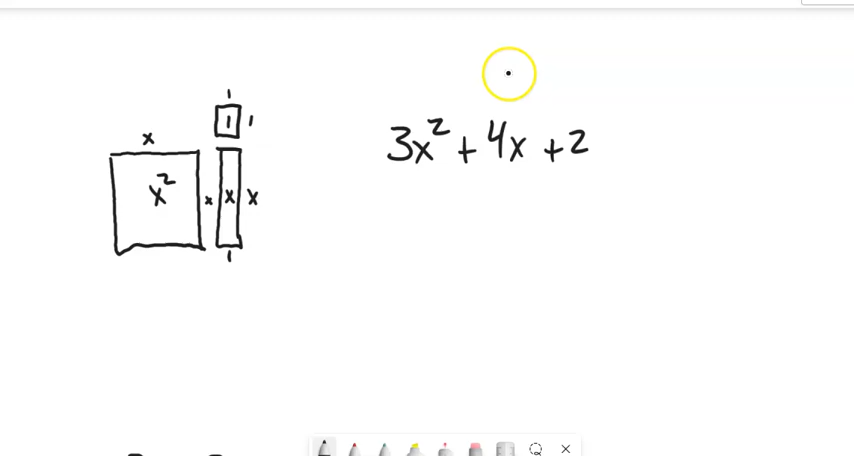 1
1 1
x
3x² + 4x + 2
x² x x x
1